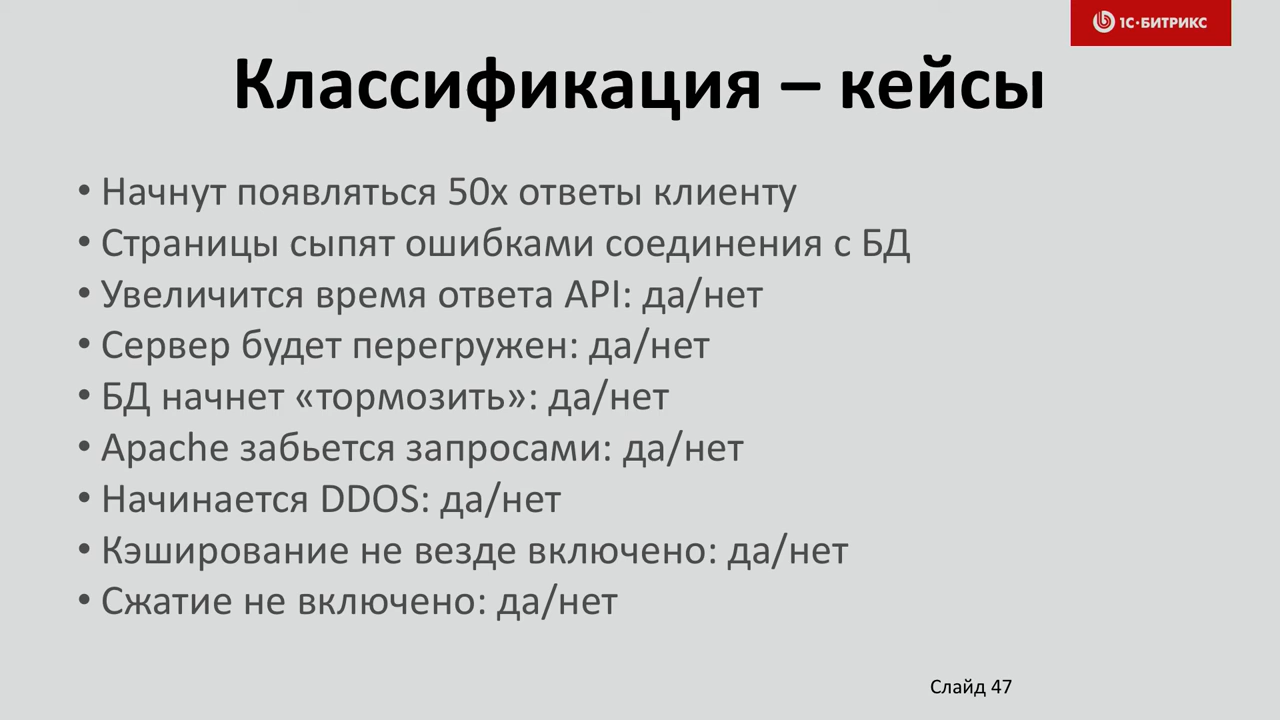 1С·БИТРИКС
Классификация – кейсы
• Начнут появляться 50x ответы клиенту
• Страницы сыпят ошибками соединения с БД
• Увеличится время ответа API: да/нет
• Сервер будет перегружен: да/нет
• БД начнет «тормозить»: да/нет
• Apache забьется запросами: да/нет
• Начинается DDOS: да/нет
• Кэширование не везде включено: да/нет
• Сжатие не включено: да/нет
Слайд 47